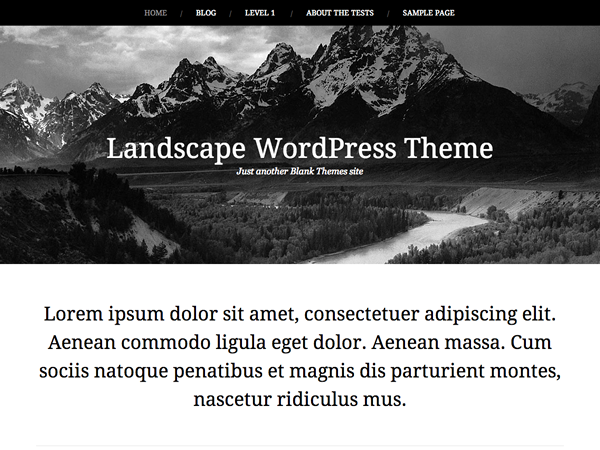 HOME / BLOG / LEVEL 1 / ABOUT THE TESTS / SAMPLE PAGE
Landscape WordPress Theme
Just another Blank Themes site
Lorem ipsum dolor sit amet, consectetuer adipiscing elit.
Aenean commodo ligula eget dolor. Aenean massa. Cum
sociis natoque penatibus et magnis dis parturient montes,
nascetur ridiculus mus.